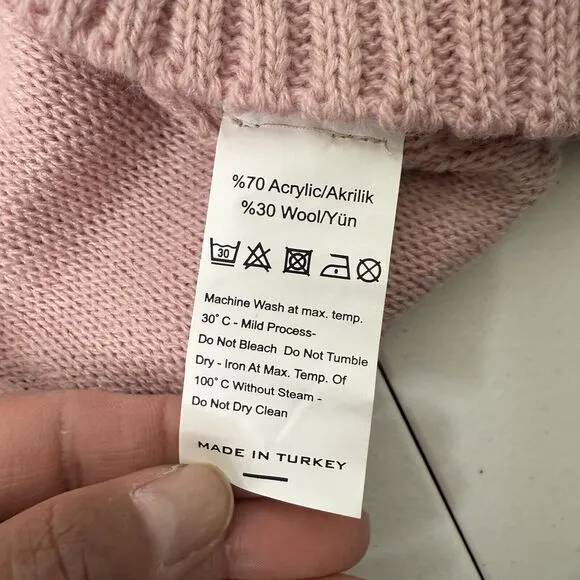 %70 Acrylic/Akrilik
%30 Wool/Yün
30
Machine Wash at max. temp.
30° C - Mild Process-
Do Not Bleach Do Not Tumble
Dry - Iron At Max. Temp. Of
100° C Without Steam -
Do Not Dry Clean
MADE IN TURKEY